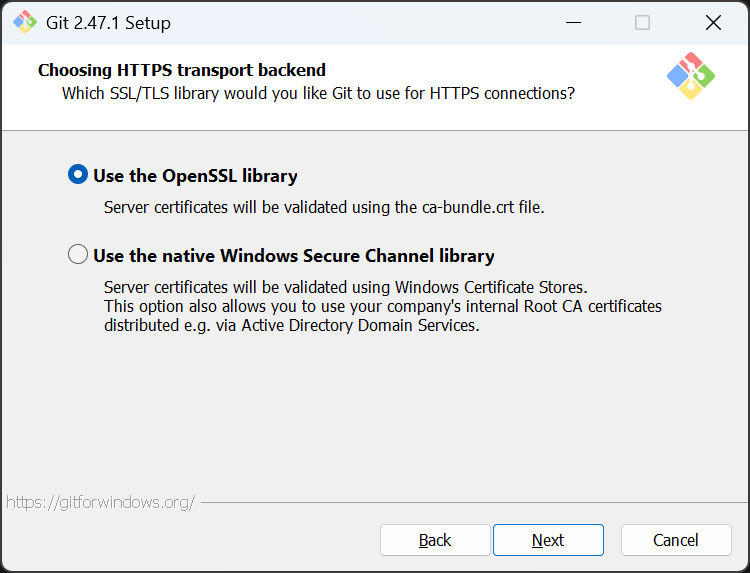 Git 2.47.1 Setup
Choosing HTTPS transport backend
Which SSL/TLS library would you like Git to use for HTTPS connections?
Use the OpenSSL library
Server certificates will be validated using the ca-bundle.crt file.
Use the native Windows Secure Channel library
Server certificates will be validated using Windows Certificate Stores.
This option also allows you to use your company's internal Root CA certificates
distributed e.g. via Active Directory Domain Services.
https://gitforwindows.org/
Back Next Cancel